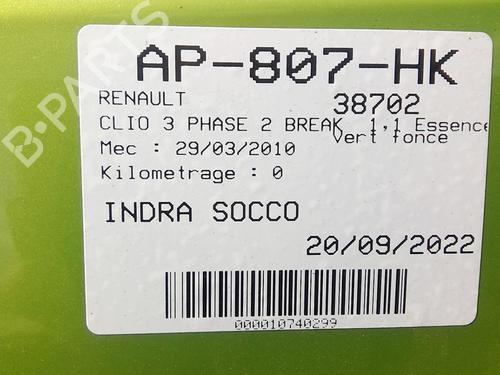 AP-807-HK
RENAULT 38702
CLIO 3 PHASE 2 BREAK 1,1 Essence
Vert fonce
Mec : 29/03/2010
Kilometrage : 0
INDRA SOCCO
20/09/2022
000010740299
B-PARTS